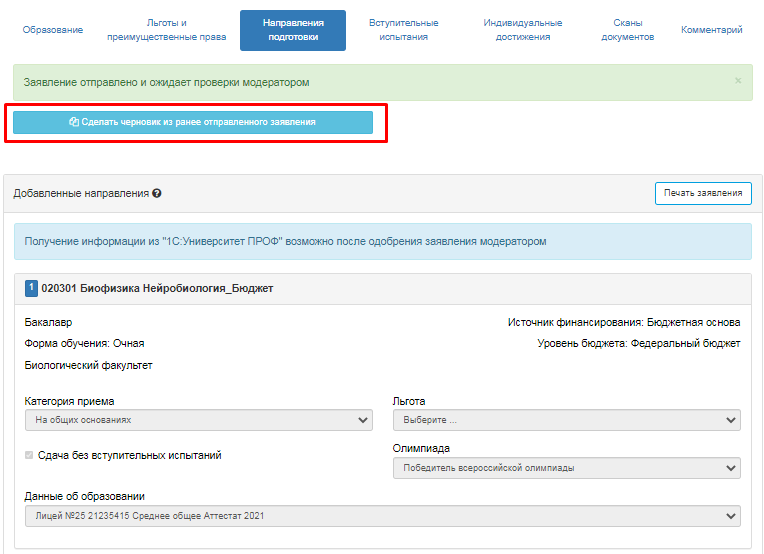 Образование
Льготы и
преимущественные права
Направления
подготовки
Вступительные
испытания
Индивидуальные
достижения
Сканы
документов
Комментарий
Заявление отправлено и ожидает проверки модератором
×
Сделать черновик из ранее отправленного заявления
Добавленные направления
Печать заявления
Получение информации из "1С:Университет ПРОФ" возможно после одобрения заявления модератором
1 020301 Биофизика Нейробиология_Бюджет
Бакалавр
Источник финансирования: Бюджетная основа
Форма обучения: Очная
Уровень бюджета: Федеральный бюджет
Биологический факультет
Категория приема
Льгота
На общих основаниях
Выберите ...
Сдача без вступительных испытаний
Олимпиада
Победитель всероссийской олимпиады
Данные об образовании
Лицей №25 21235415 Среднее общее Аттестат 2021